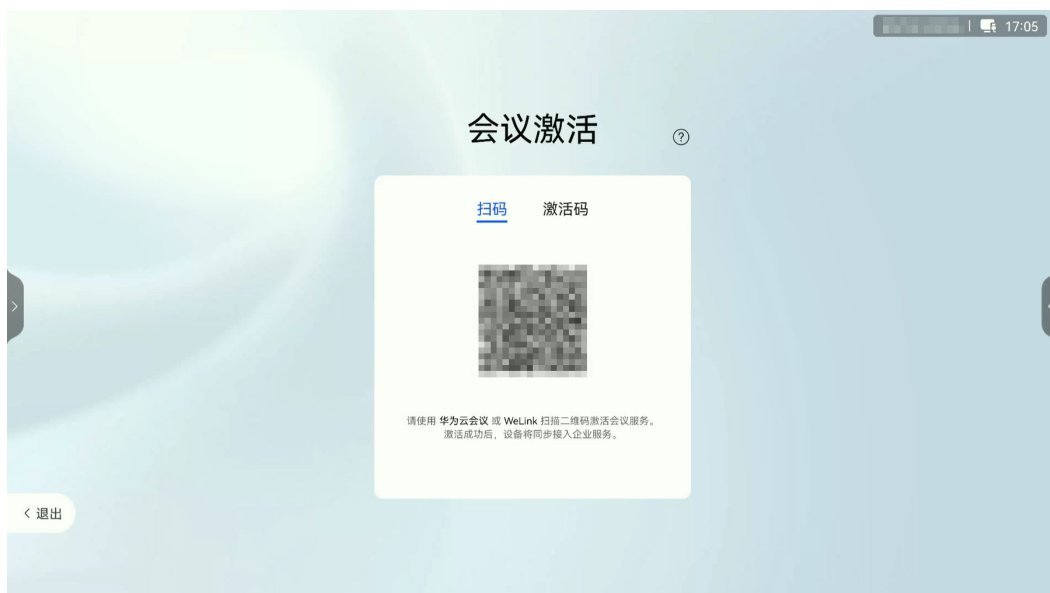 17:05
会议激活
?
扫码 激活码
请使用 华为云会议 或 WeLink 扫描二维码激活会议服务。
激活成功后，设备将同步接入企业服务。
< 退出